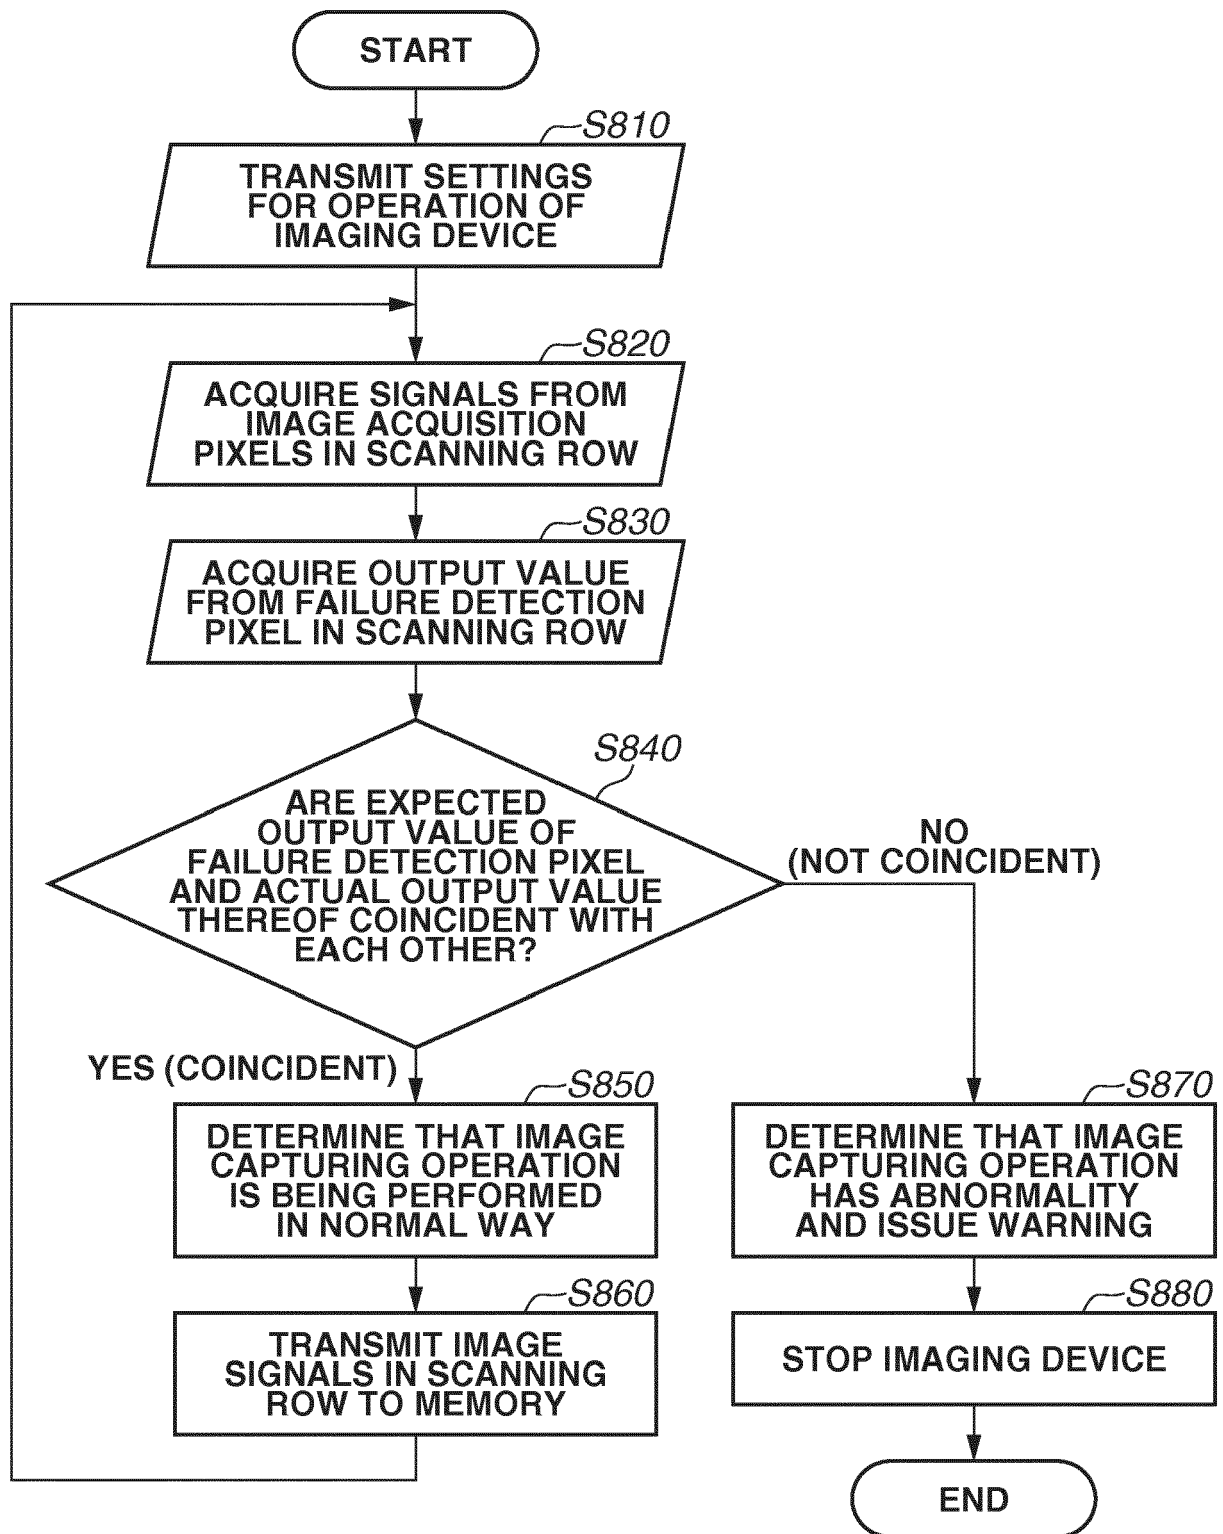 START
S810
TRANSMIT SETTINGS
FOR OPERATION OF
IMAGING DEVICE
S820
ACQUIRE SIGNALS FROM
IMAGE ACQUISITION
PIXELS IN SCANNING ROW
S830
ACQUIRE OUTPUT VALUE
FROM FAILURE DETECTION
PIXEL IN SCANNING ROW
S840
ARE EXPECTED
OUTPUT VALUE OF
FAILURE DETECTION PIXEL
AND ACTUAL OUTPUT VALUE
THEREOF COINCIDENT WITH
EACH OTHER?
NO
(NOT COINCIDENT)
YES (COINCIDENT)
S850
DETERMINE THAT IMAGE
CAPTURING OPERATION
IS BEING PERFORMED
IN NORMAL WAY
S860
TRANSMIT IMAGE
SIGNALS IN SCANNING
ROW TO MEMORY
S870
DETERMINE THAT IMAGE
CAPTURING OPERATION
HAS ABNORMALITY
AND ISSUE WARNING
S880
STOP IMAGING DEVICE
END